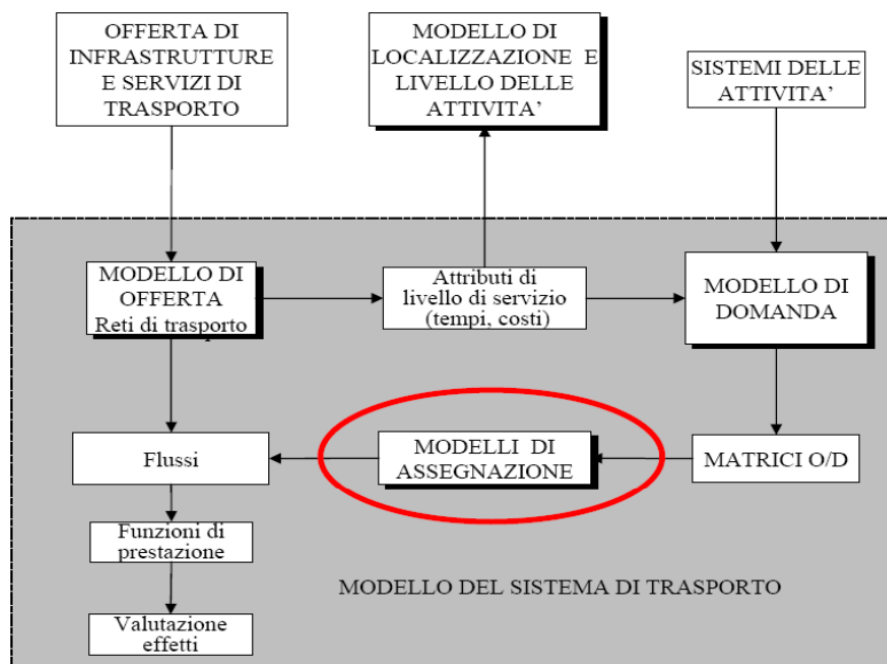 OFFERTA DI
INFRASTRUTTURE
E SERVIZI DI
TRASPORTO
MODELLO DI
LOCALIZZAZIONE E
LIVELLO DELLE
ATTIVITA'
SISTEMI DELLE
ATTIVITA'
MODELLO DI
OFFERTA
Reti di trasporto
Attributi di
livello di servizio
(tempi, costi)
MODELLO DI
DOMANDA
Flussi
MODELLI DI
ASSEGNAZIONE
MATRICI O/D
Funzioni di
prestazione
MODELLO DEL SISTEMA DI TRASPORTO
Valutazione
effetti